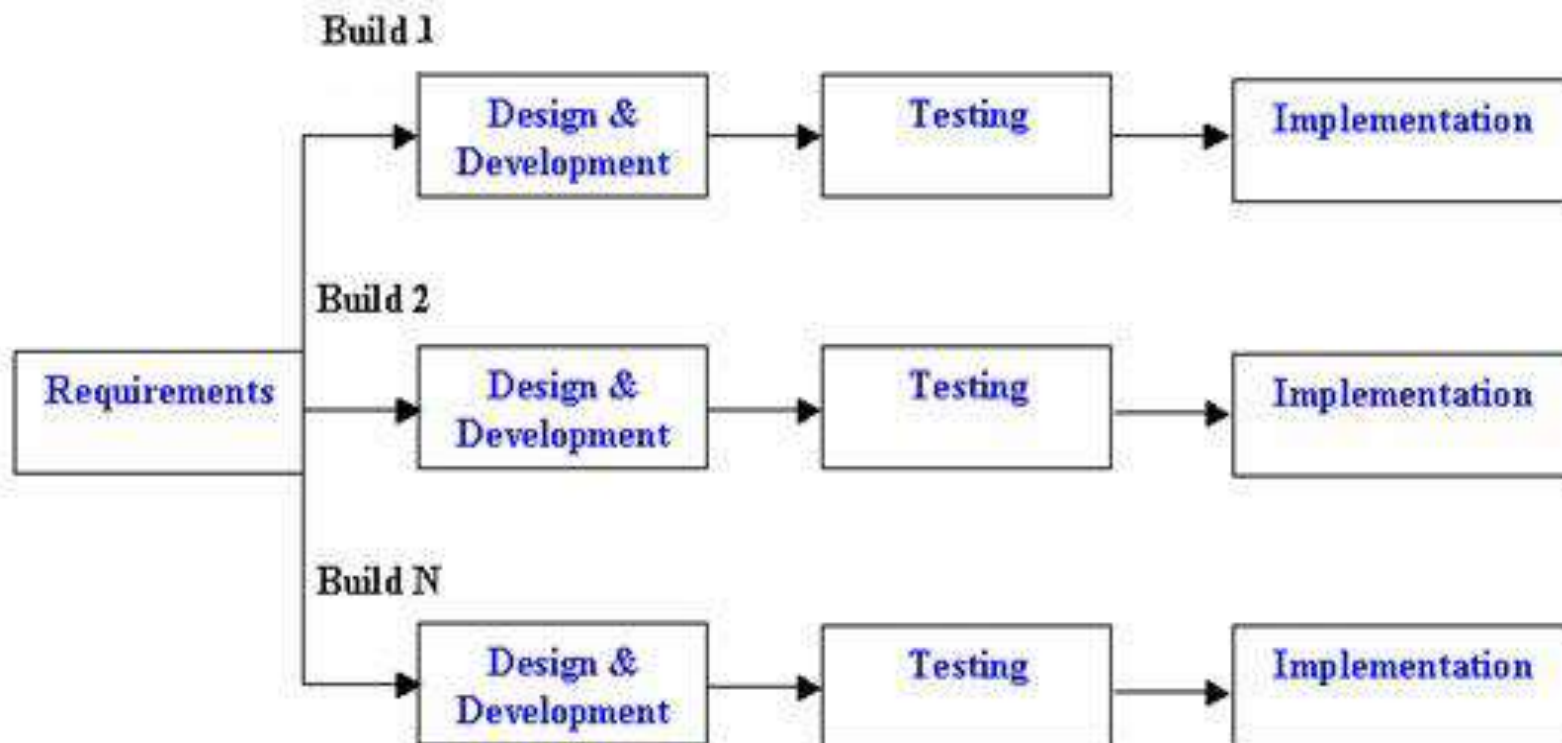 Build 1
Design &
Development
Testing
Implementation
Build 2
Requirements
Design &
Development
Testing
Implementation
Build N
Design &
Development
Testing
Implementation